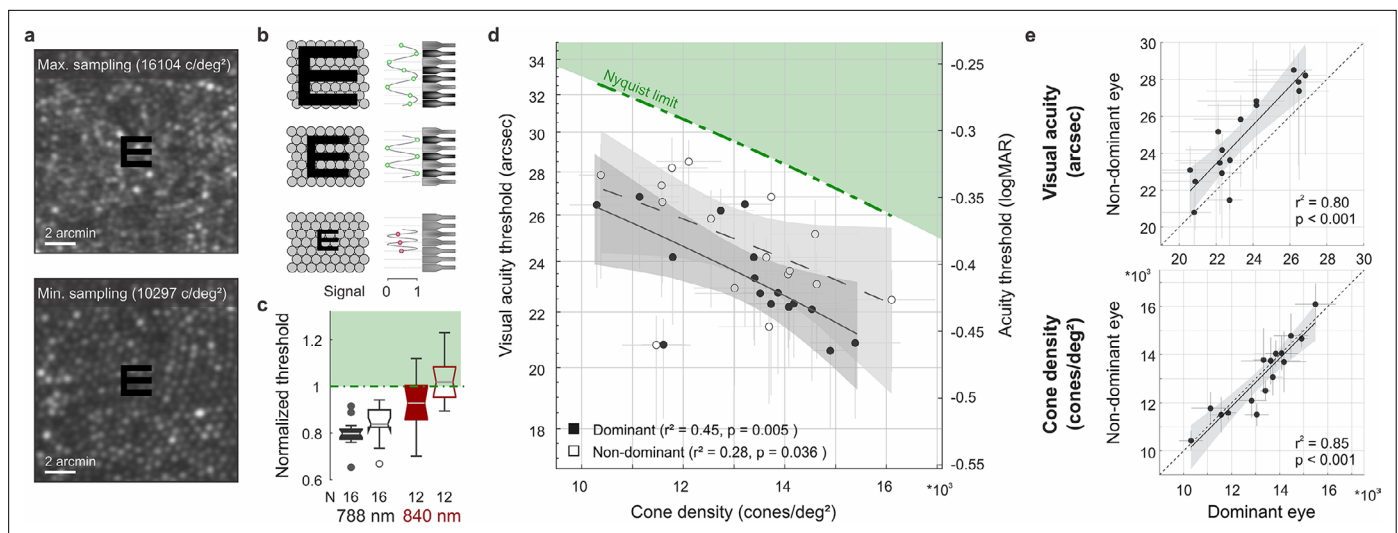 a
Max. sampling (16104 c/deg²)
2 arcmin
Min. sampling (10297 c/deg²)
2 arcmin
b
Signal 0 1
c
Normalized threshold
1.2
1
0.8
0.6
N 16 16 12 12
788 nm 840 nm
d
Visual acuity threshold (arcsec)
34
32
30
28
26
24
22
20
18
Nyquist limit
Acuity threshold (logMAR)
-0.25
-0.3
-0.35
-0.4
-0.45
-0.5
-0.55
Dominant (r² = 0.45, p = 0.005 )
Non-dominant (r² = 0.28, p = 0.036 )
10 12 14 16 *10³
Cone density (cones/deg²)
e
Visual acuity
(arcsec)
Non-dominant eye
30
28
26
24
22
20
r² = 0.80
p < 0.001
20 22 24 26 28 30
Cone density
(cones/deg²)
Non-dominant eye
*10³
16
14
12
10
r² = 0.85
p < 0.001
10 12 14 16 *10³
Dominant eye